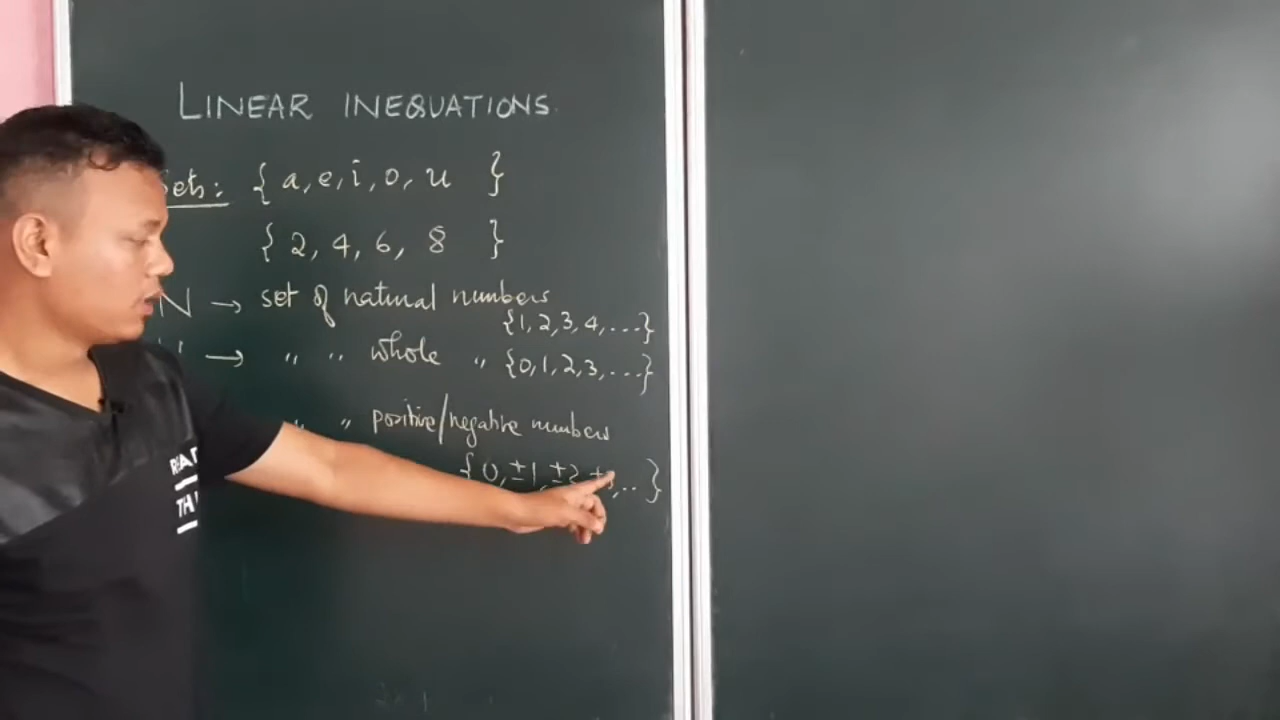 LINEAR INEQUATIONS.
ets: { a, e, i, o, u }
{ 2, 4, 6, 8 }
N → set of natural numbers
{1, 2, 3, 4, ....}
→ " " whole " {0, 1, 2, 3, ....}
" " positive/negative numbers
{ 0, ±1, ±2, .. }